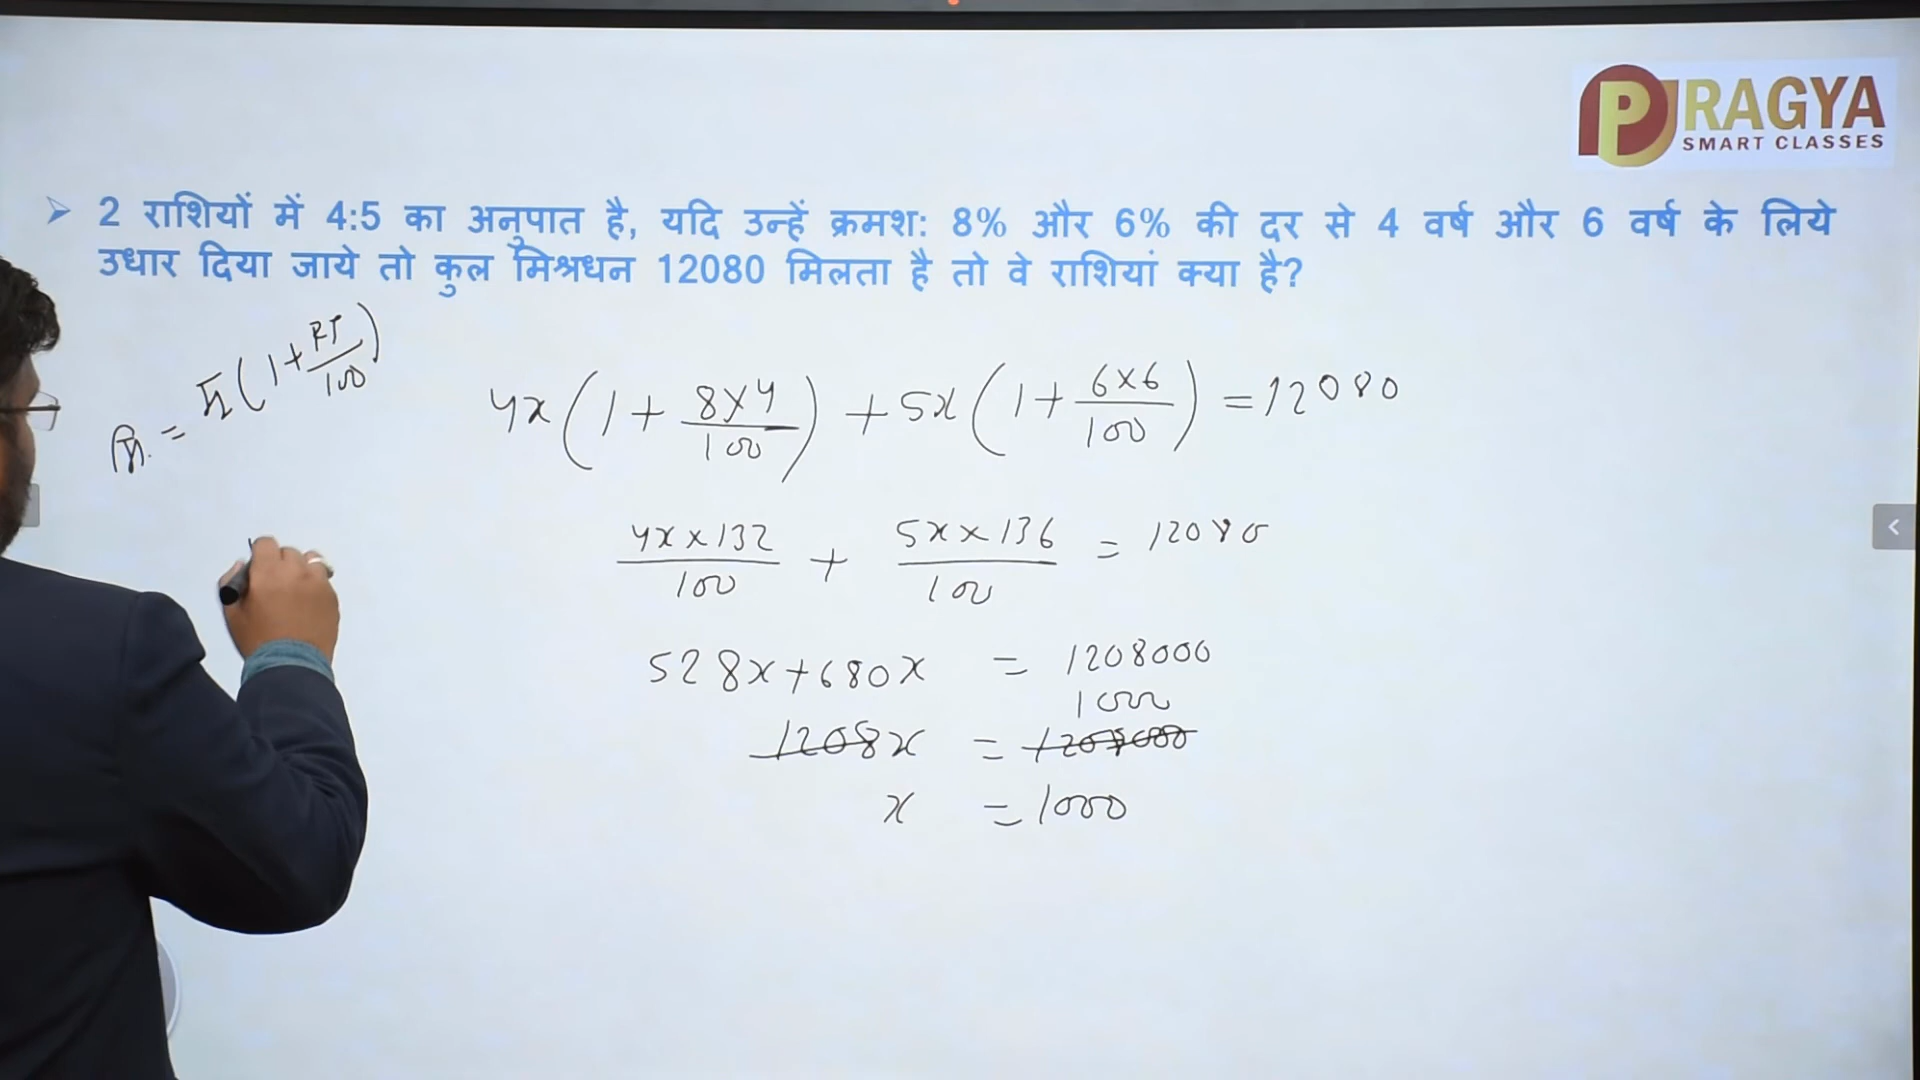 PRAGYA
SMART CLASSES
➢ 2 राशियों में 4:5 का अनुपात है, यदि उन्हें क्रमश: 8% और 6% की दर से 4 वर्ष और 6 वर्ष के लिये
उधार दिया जाये तो कुल मिश्रधन 12080 मिलता है तो वे राशियां क्या है?
मि. = मू(1+RT/100)
4x(1+8×4/100)+5x(1+6×6/100)=12080
4x×132/100 + 5x×136/100 = 12080
528x+680x = 1208000
1000
1208x = 1208000
x = 1000
<